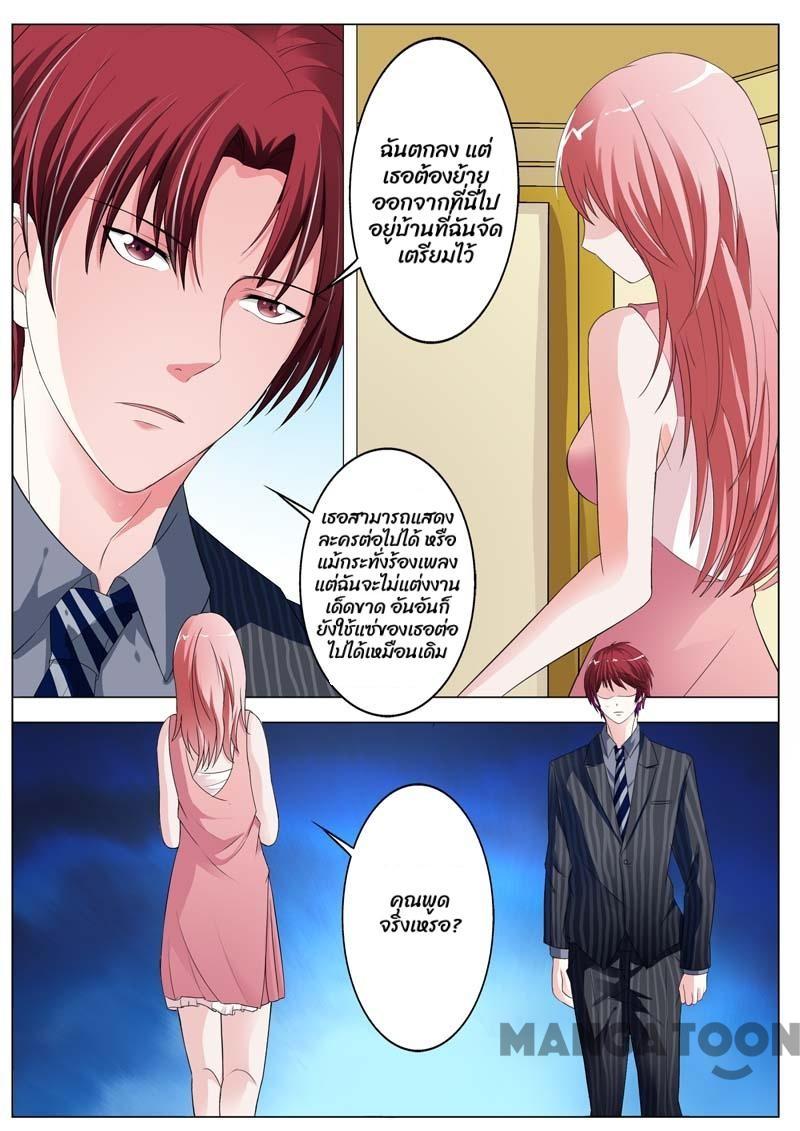 ฉันตกลง แต่
เธอต้องย้าย
ออกจากที่นี่ไป
อยู่บ้านที่ฉันจัด
เตรียมไว้
เธอสามารถแสดง
ละครต่อไปได้ หรือ
แม้กระทั่งร้องเพลง
แต่ฉันจะไม่แต่งงาน
เด็ดขาด อันอันก็
ยังใช้แซ่ของเธอต่อ
ไปได้เหมือนเดิม
คุณพูด
จริงเหรอ?
MANGATOON